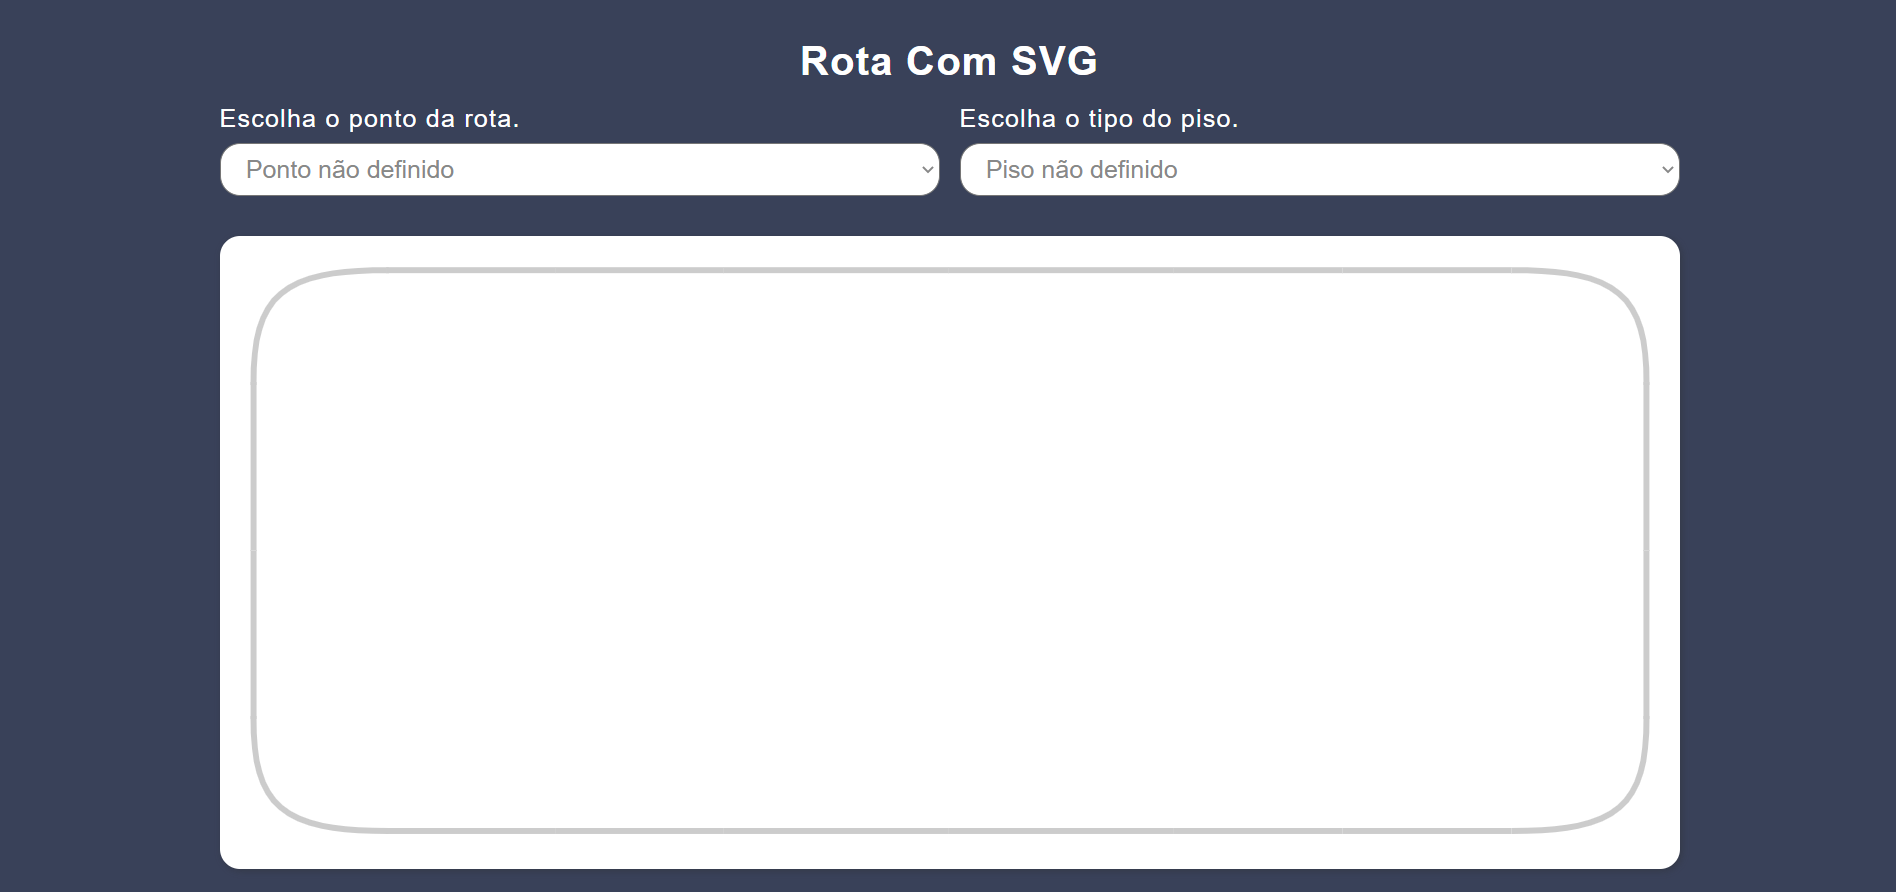 Rota Com SVG
Escolha o ponto da rota.
Escolha o tipo do piso.
Ponto não definido
Piso não definido